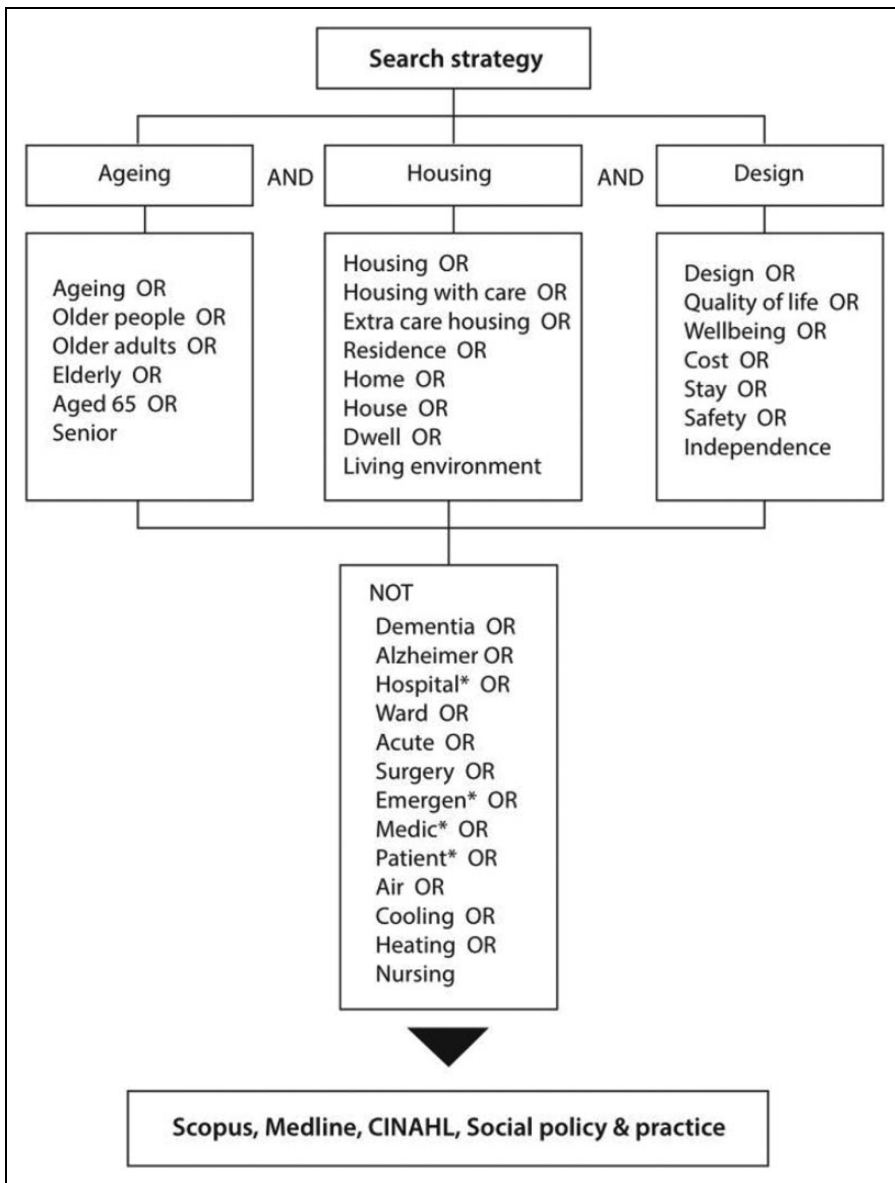 Search strategy
Ageing AND Housing AND Design
Ageing OR
Older people OR
Older adults OR
Elderly OR
Aged 65 OR
Senior
Housing OR
Housing with care OR
Extra care housing OR
Residence OR
Home OR
House OR
Dwell OR
Living environment
Design OR
Quality of life OR
Wellbeing OR
Cost OR
Stay OR
Safety OR
Independence
NOT
Dementia OR
Alzheimer OR
Hospital* OR
Ward OR
Acute OR
Surgery OR
Emergen* OR
Medic* OR
Patient* OR
Air OR
Cooling OR
Heating OR
Nursing
Scopus, Medline, CINAHL, Social policy & practice